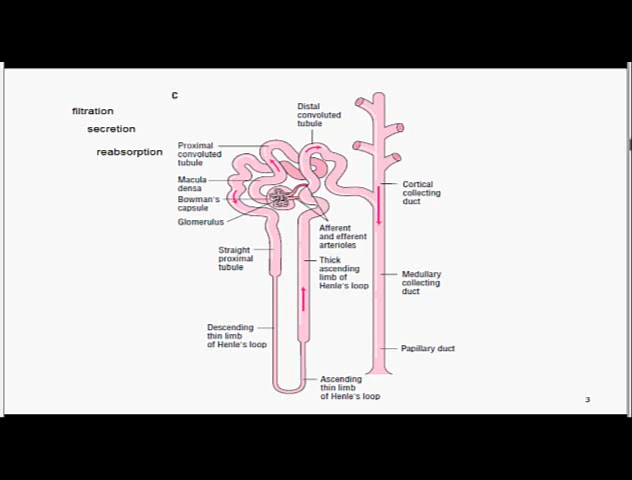 C
filtration
secretion
reabsorption
Distal
convoluted
tubule
Proximal
convoluted
tubule
Macula
densa
Bowman's
capsule
Glomerulus
Afferent
and efferent
arterioles
Cortical
collecting
duct
Straight
proximal
tubule
Thick
ascending
limb of
Henle's loop
Medullary
collecting
duct
Descending
thin limb
of Henle's loop
Papillary duct
Ascending
thin limb
of Henle's loop
3